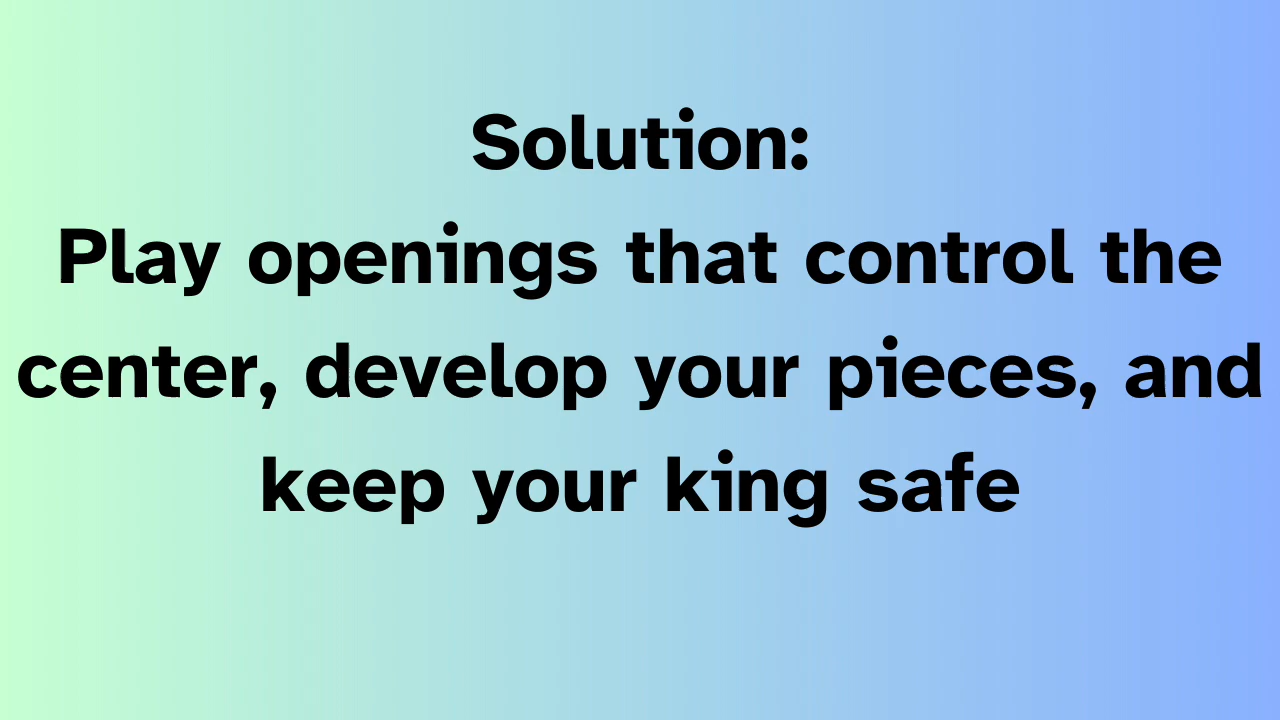 Solution:
Play openings that control the
center, develop your pieces, and
keep your king safe